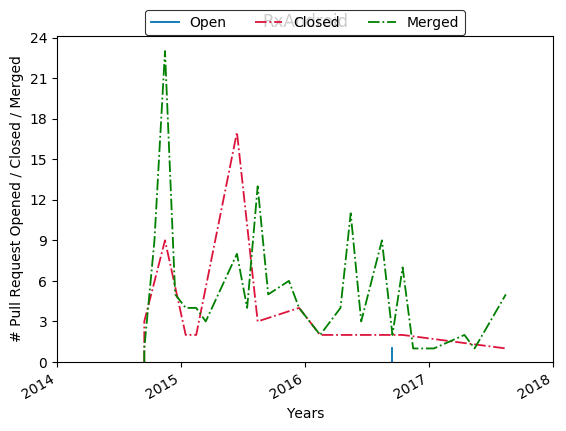 RxAndroid
Open Closed Merged
# Pull Request Opened / Closed / Merged
24
21
18
15
12
9
6
3
0
2014 2015 2016 2017 2018
Years